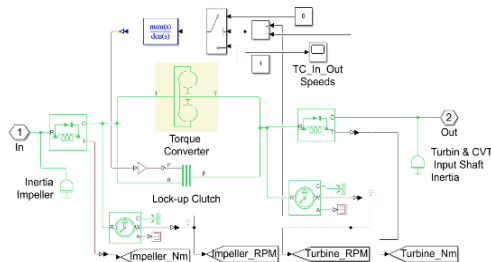 num(s)
den(s)
0
1
TC_In_Out
Speeds
1
In
I
T
Torque
Converter
2
Out
Inertia
Impeller
Lock-up Clutch
Turbin & CVT
Input Shaft
Inertia
R
C
T
R
C
T
P
B
F
R
C
W
A
R
C
W
A
Impeller_Nm
Impeller_RPM
Turbine_RPM
Turbine_Nm